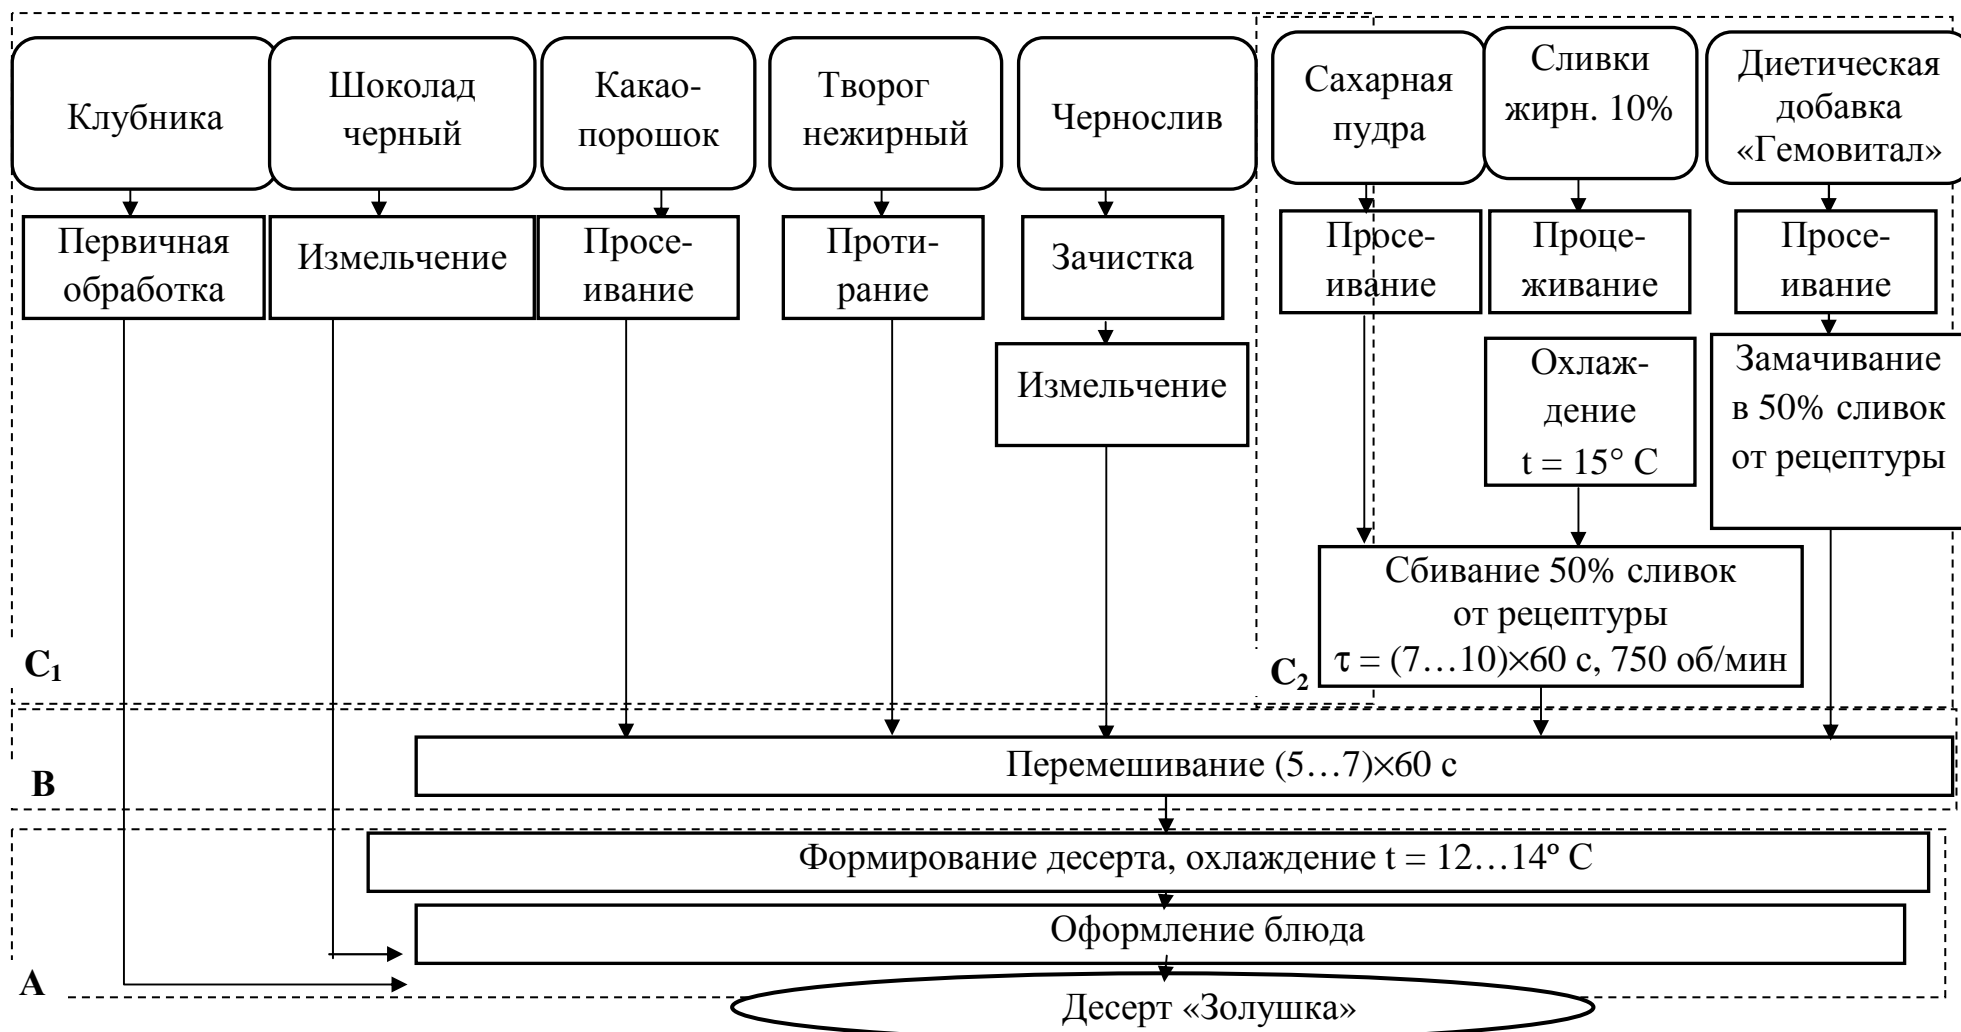 Клубника
Шоколад
черный
Какао-
порошок
Творог
нежирный
Чернослив
Сахарная
пудра
Сливки
жирн. 10%
Диетическая
добавка
«Гемовитал»
Первичная
обработка
Измельчение
Просе-
ивание
Проти-
рание
Зачистка
Просе-
ивание
Проце-
живание
Просе-
ивание
Измельчение
Охлаж-
дение
t = 15° С
Замачивание
в 50% сливок
от рецептуры
Сбивание 50% сливок
от рецептуры
τ = (7…10)×60 с, 750 об/мин
С₁
С₂
Перемешивание (5…7)×60 с
В
Формирование десерта, охлаждение t = 12…14º С
Оформление блюда
А
Десерт «Золушка»